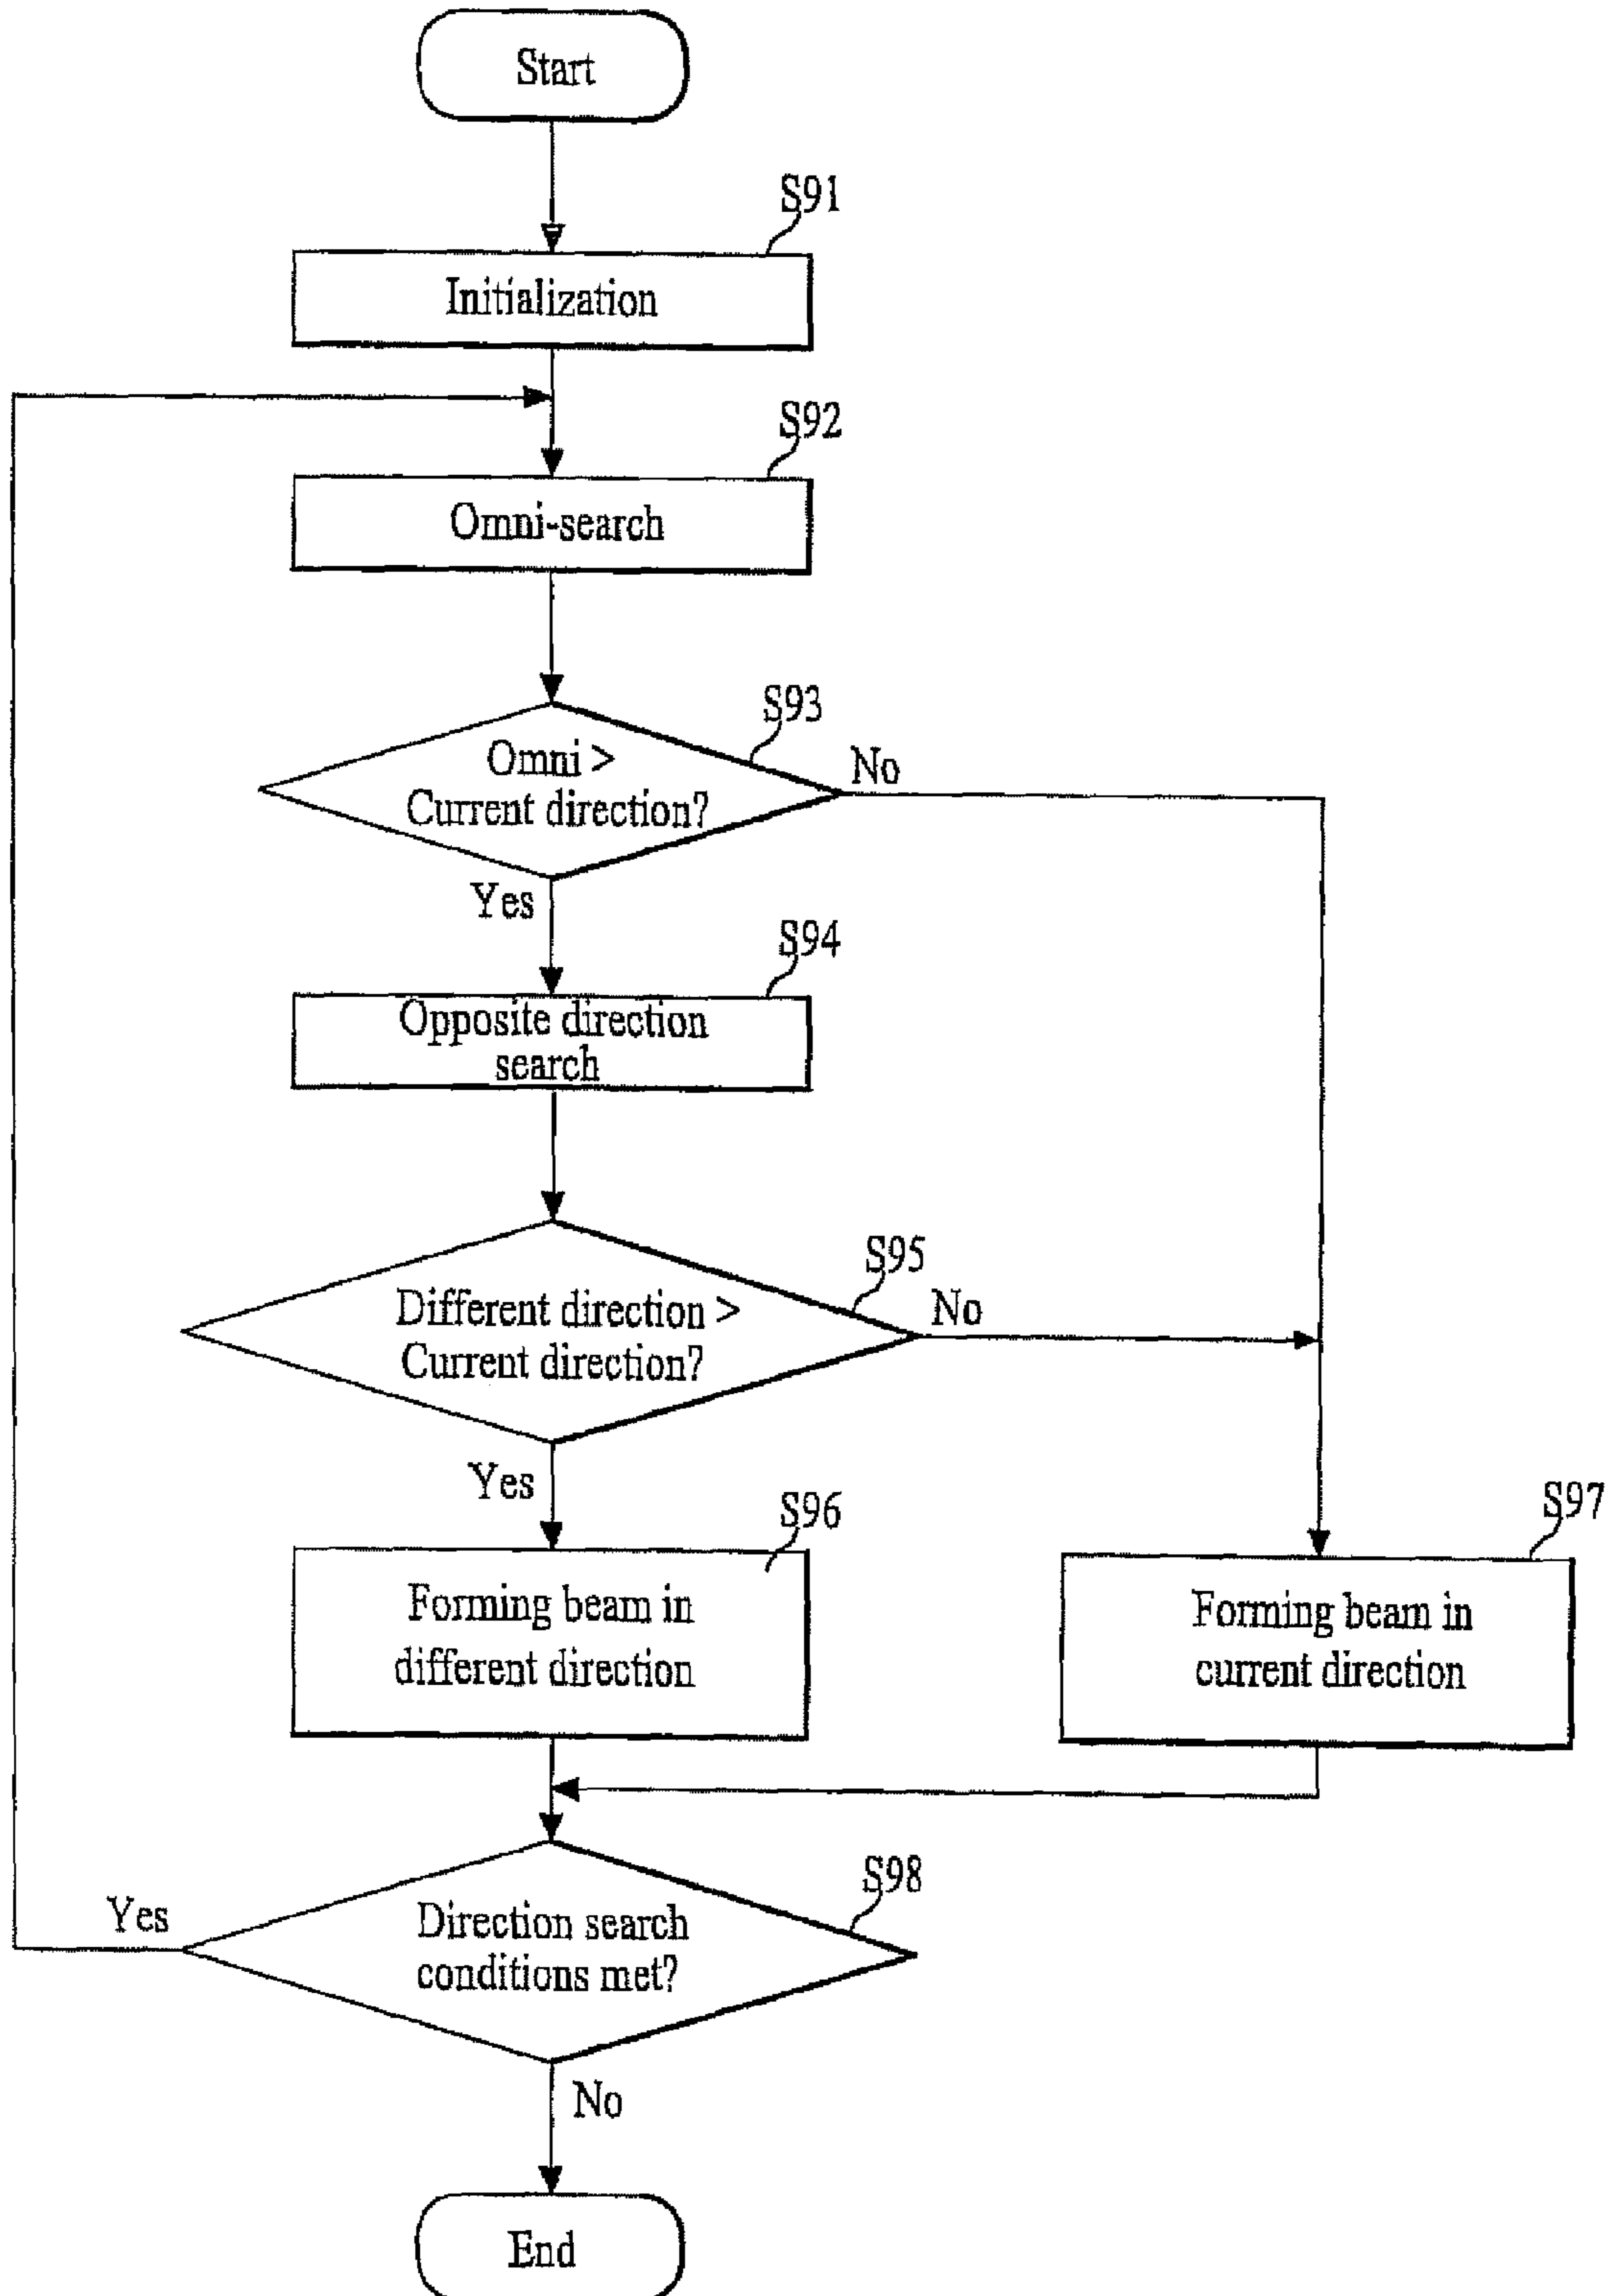 Start
S91
Initialization
S92
Omni-search
S93
Omni >
Current direction?
No
Yes
S94
Opposite direction
search
S95
Different direction >
Current direction?
No
Yes
S96
Forming beam in
different direction
S97
Forming beam in
current direction
S98
Direction search
conditions met?
Yes
No
End